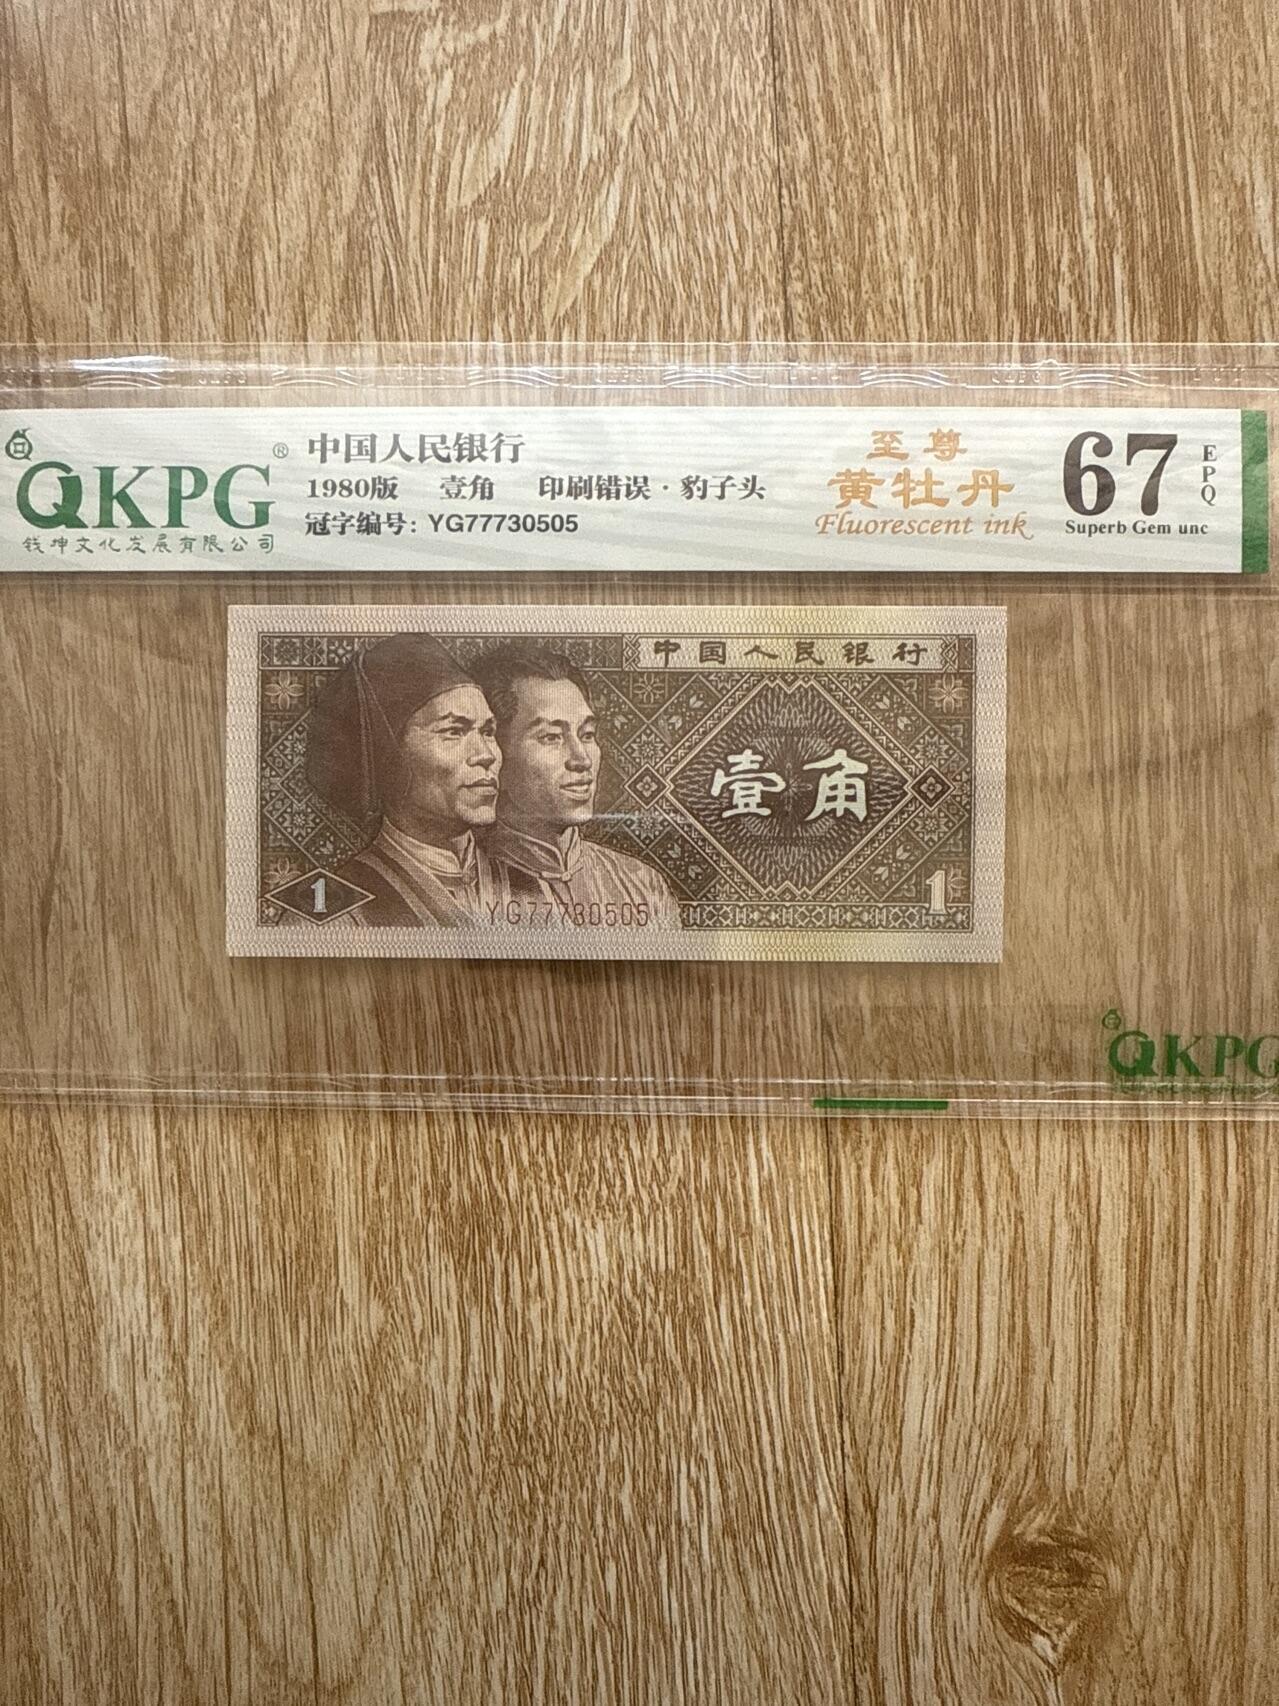 QKPG®
钱坤文化发展有限公司
中国人民银行
1980版 壹角 印刷错误·豹子头
冠字编号: YG77730505
至尊
黄牡丹
Fluorescent ink
67
EPQ
Superb Gem unc
中国人民银行
壹角
1
YG77730505
1
QKPG